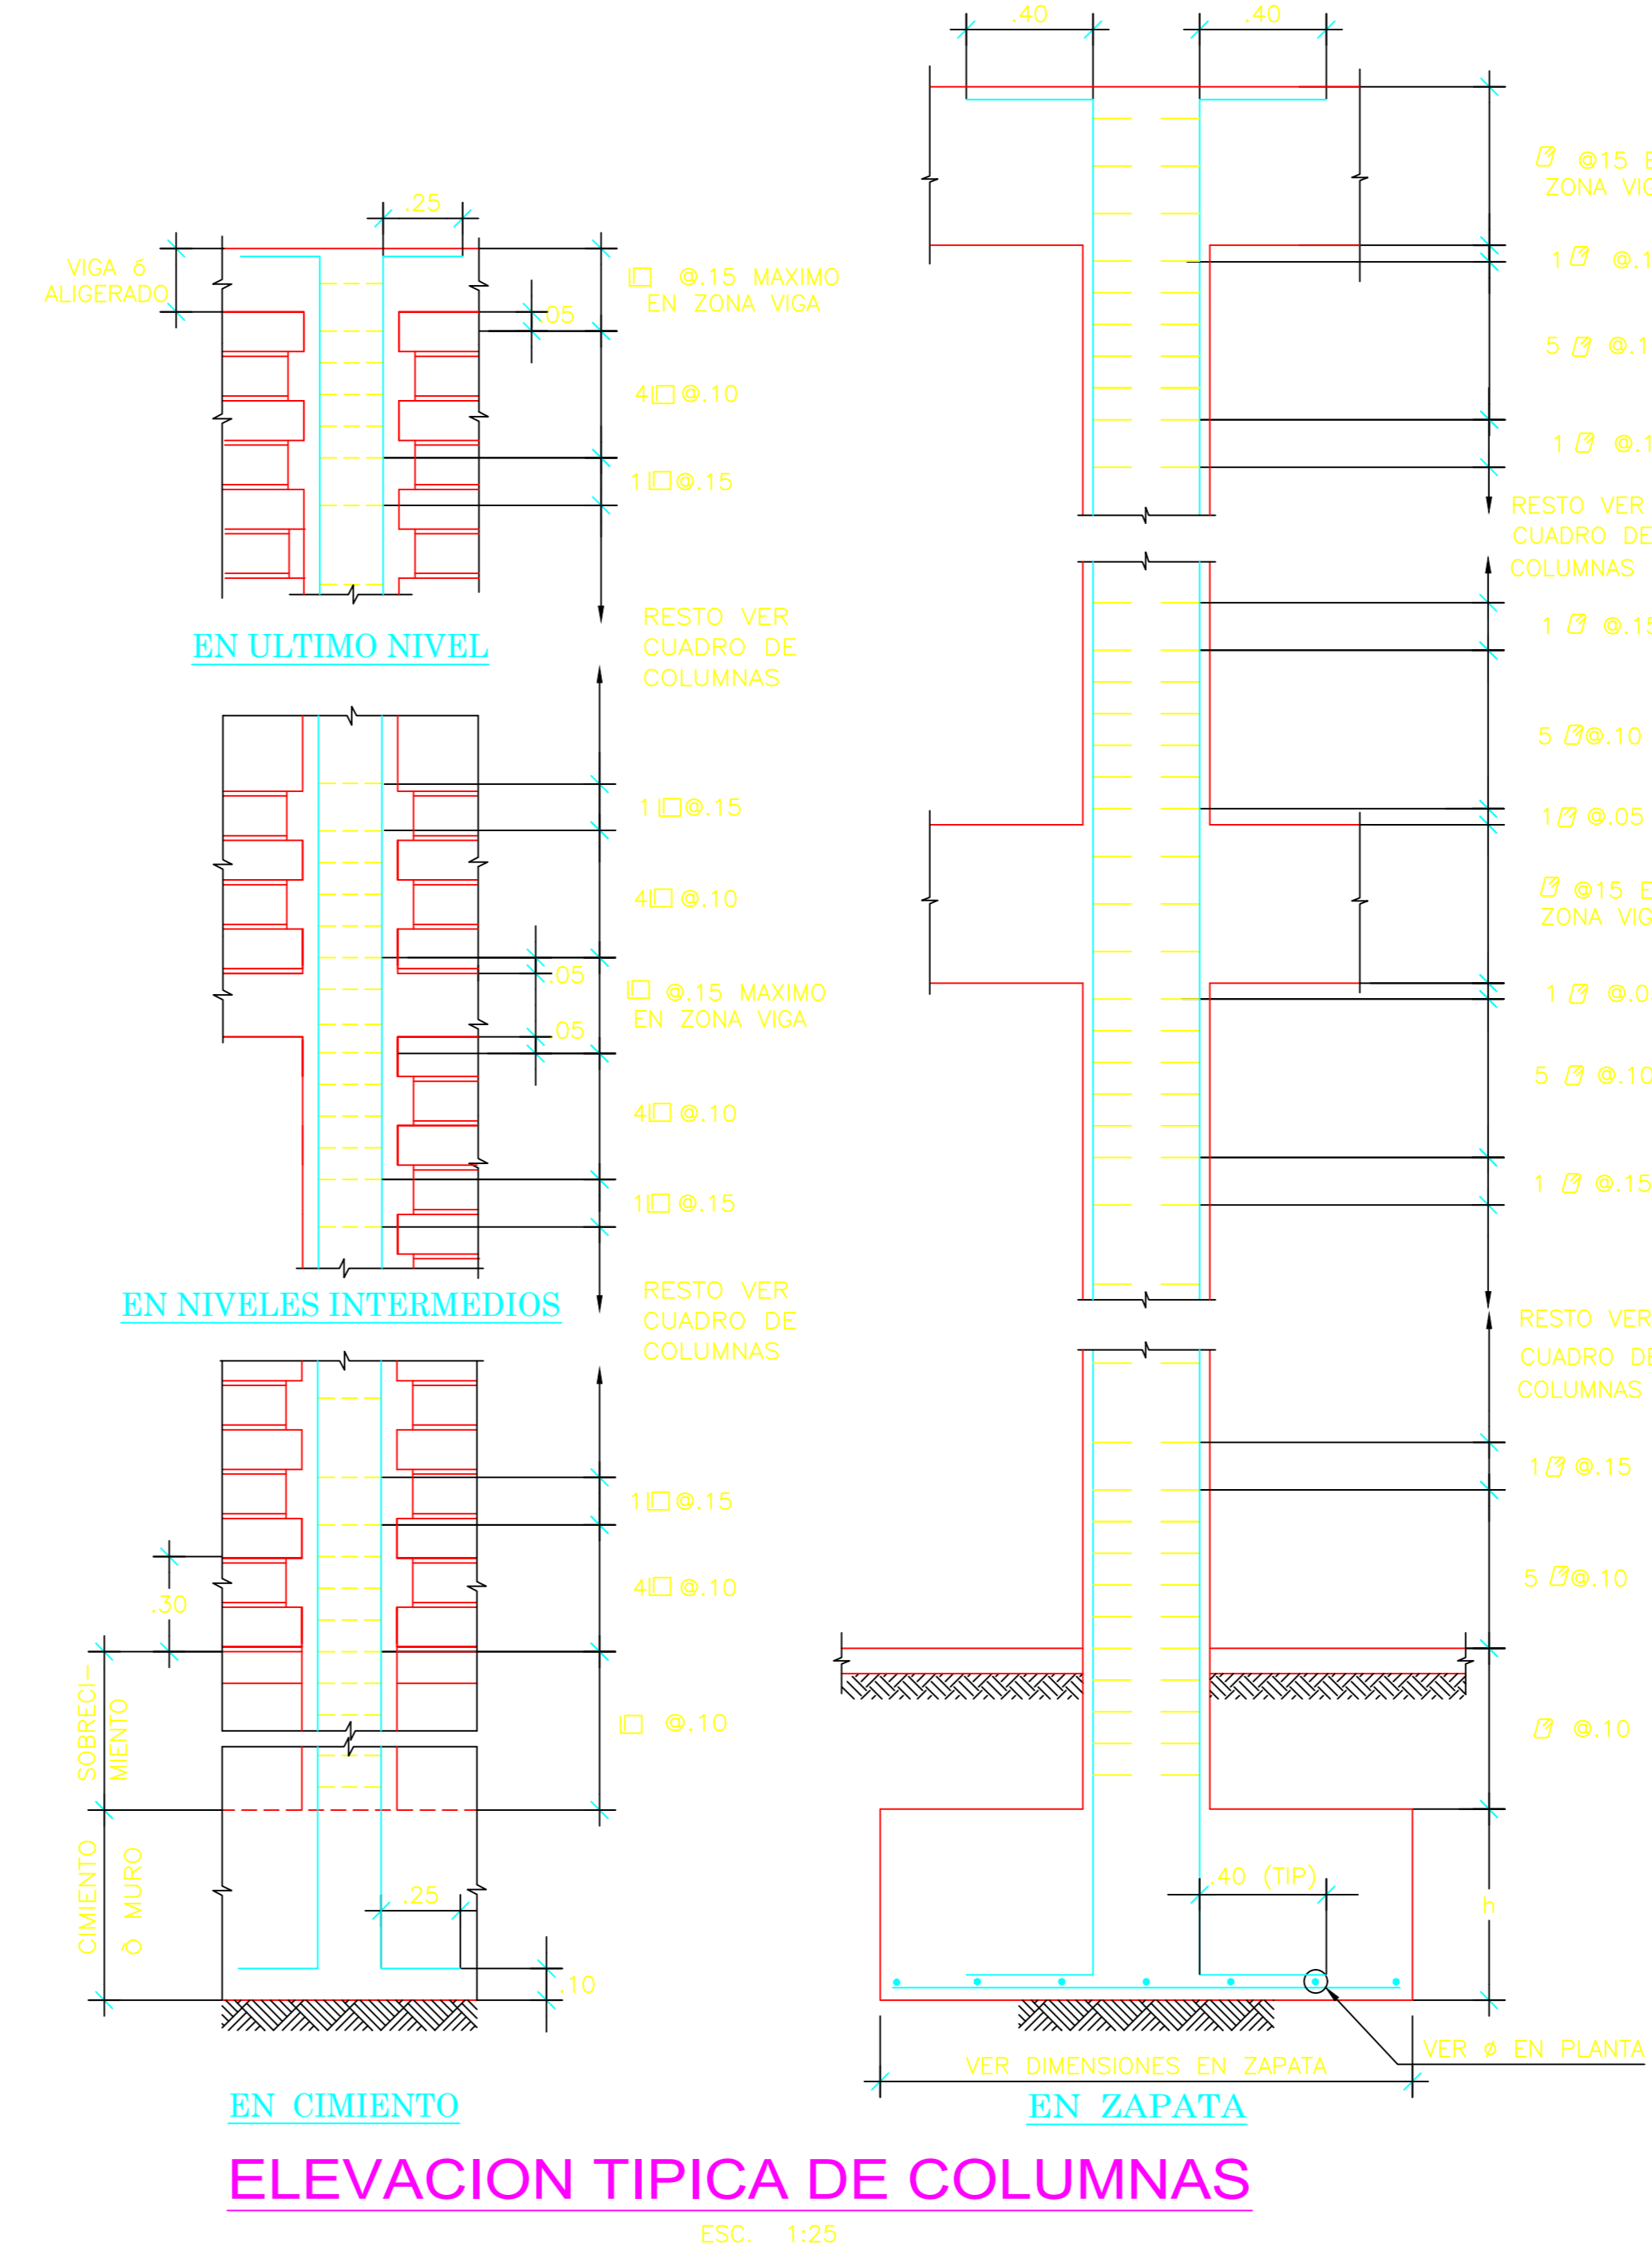 .25
VIGA ó
ALIGERADO
@.15 MAXIMO
EN ZONA VIGA
.05
4 @.10
1 @.15
RESTO VER
CUADRO DE
COLUMNAS
EN ULTIMO NIVEL
1 @.15
4 @.10
.05
@.15 MAXIMO
EN ZONA VIGA
.05
4 @.10
1 @.15
RESTO VER
CUADRO DE
COLUMNAS
EN NIVELES INTERMEDIOS
1 @.15
4 @.10
.30
SOBRECI-
MIENTO
@.10
CIMIENTO
Ó MURO
.25
.10
EN CIMIENTO
.40
.40
@15
ZONA
1
5
1
RESTO VER
CUADRO DE
COLUMNAS
1 @.15
5 @.10
1 @.05
@15
ZONA
1
5 @.10
1 @.15
RESTO VER
CUADRO DE
COLUMNAS
1 @.15
5 @.10
@.10
.40 (TIP)
h
VER ø EN PLANTA
VER DIMENSIONES EN ZAPATA
EN ZAPATA
ELEVACION TIPICA DE COLUMNAS
ESC. 1:25